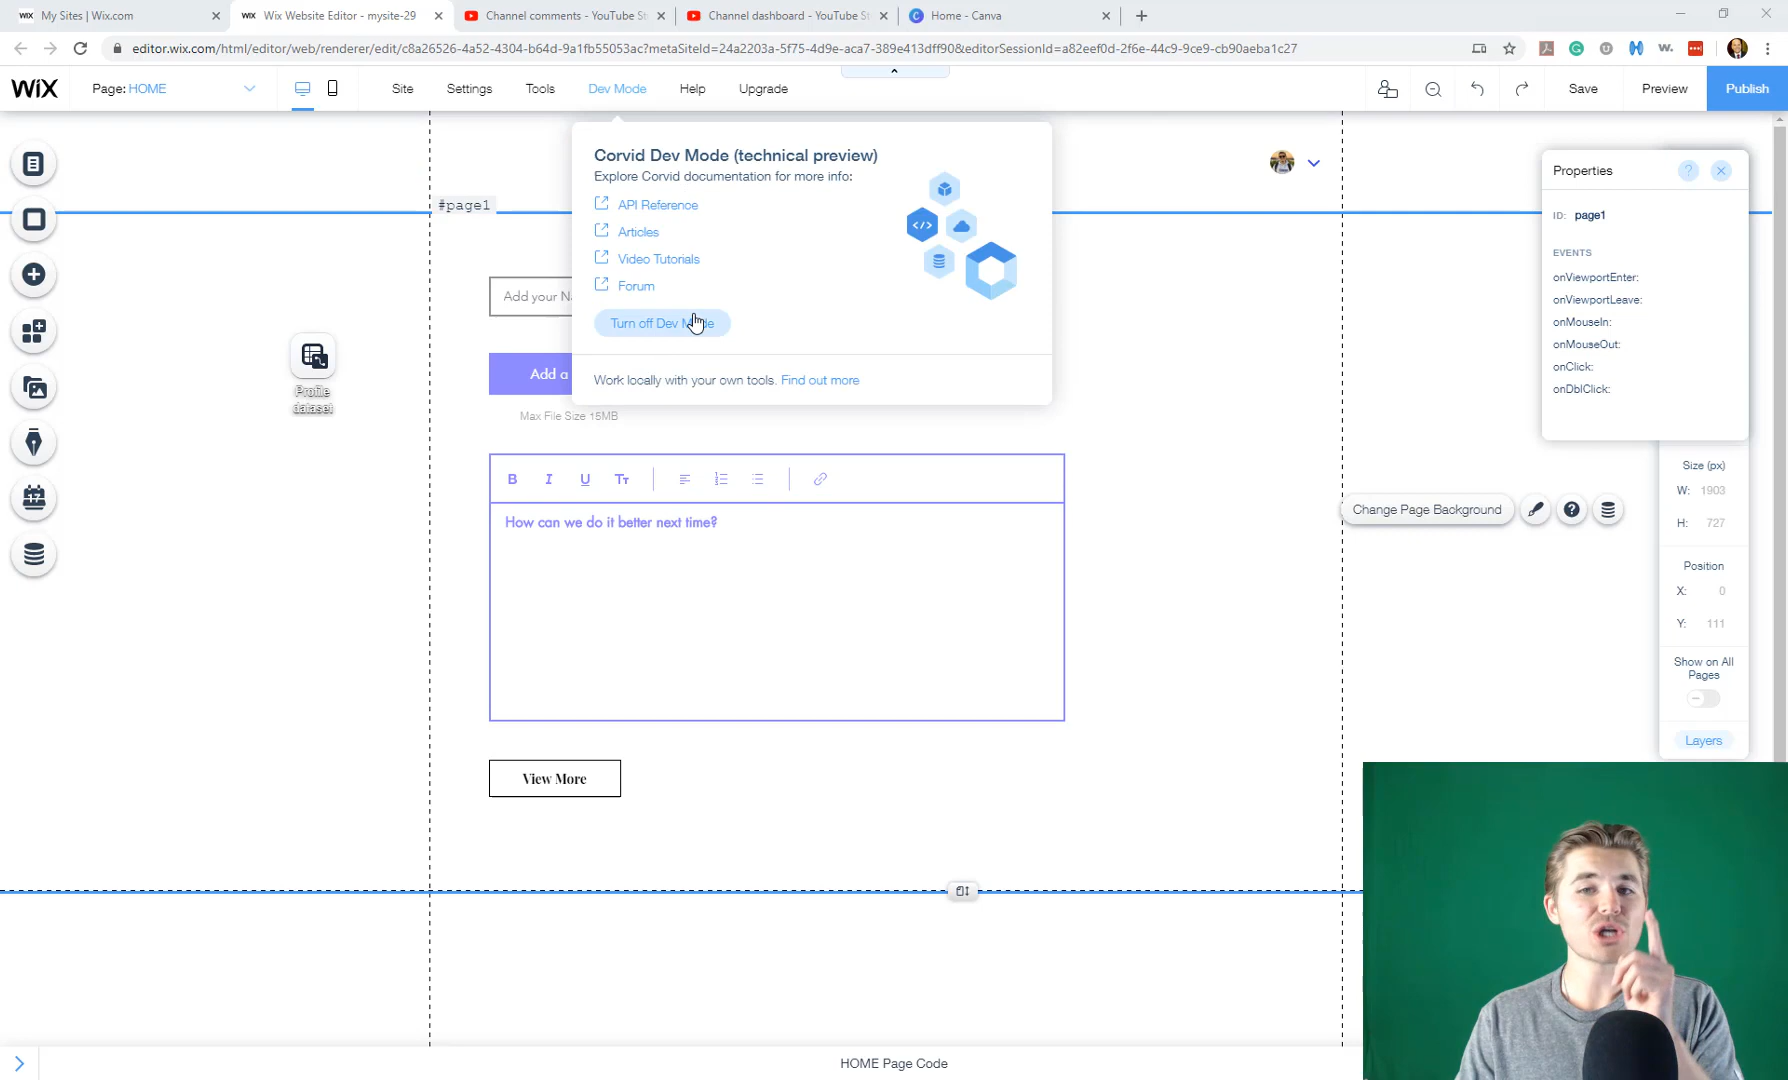 WIX My Sites | Wix.com
WIX Wix Website Editor - mysite-29
Channel comments - YouTube St
Channel dashboard - YouTube St
Home - Canva
editor.wix.com/html/editor/web/renderer/edit/c8a26526-4a52-4304-b64d-9a1fb55053ac?metaSiteId=24a2203a-5f75-4d9e-aca7-389e413dff90&editorSessionId=a82eef0d-2f6e-44c9-9ce9-cb90aeba1c27
WIX
Page: HOME
Site
Settings
Tools
Dev Mode
Help
Upgrade
Save
Preview
Publish
Corvid Dev Mode (technical preview)
Explore Corvid documentation for more info:
API Reference
Articles
Video Tutorials
Forum
Turn off Dev Mode
Work locally with your own tools. Find out more
#page1
Add your N
Add a
Max File Size 15MB
Profile
dataset
17
B I U TT
How can we do it better next time?
View More
Properties
?
ID: page1
EVENTS
onViewportEnter:
onViewportLeave:
onMouseIn:
onMouseOut:
onClick:
onDblClick:
Change Page Background
?
Size (px)
W: 1903
H: 727
Position
X: 0
Y: 111
Show on All
Pages
Layers
HOME Page Code